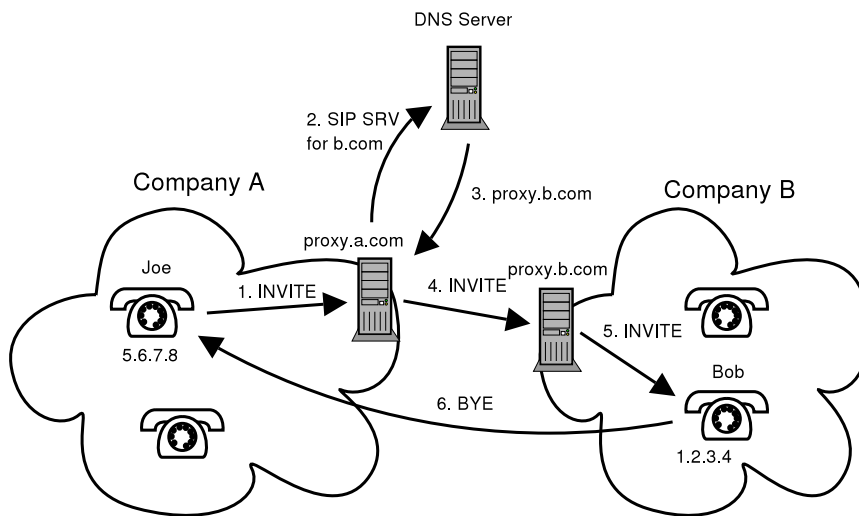 DNS Server
2. SIP SRV
for b.com
Company A
3. proxy.b.com
Company B
proxy.a.com
proxy.b.com
Joe
1. INVITE
4. INVITE
5. INVITE
5.6.7.8
Bob
6. BYE
1.2.3.4